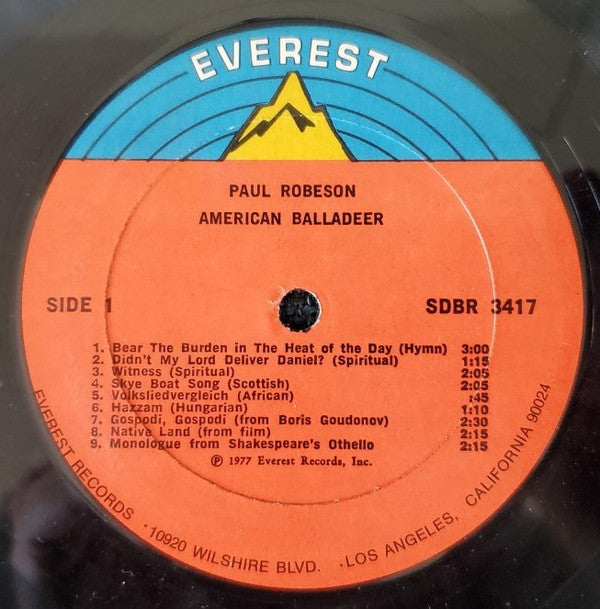 EVEREST
PAUL ROBESON
AMERICAN BALLADEER
SIDE 1
SDBR 3417
1. Bear The Burden in The Heat of the Day (Hymn) 3:00
2. Didn't My Lord Deliver Daniel? (Spiritual) 1:15
3. Witness (Spiritual) 2:05
4. Skye Boat Song (Scottish) 2:05
5. Volksliedvergleich (African) :45
6. Hazzam (Hungarian) 1:10
7. Gospodi, Gospodi (from Boris Goudonov) 2:30
8. Native Land (from film) 2:15
9. Monologue from Shakespeare's Othello 2:15
℗ 1977 Everest Records, Inc.
EVEREST RECORDS · 10920 WILSHIRE BLVD. · LOS ANGELES, CALIFORNIA 90024